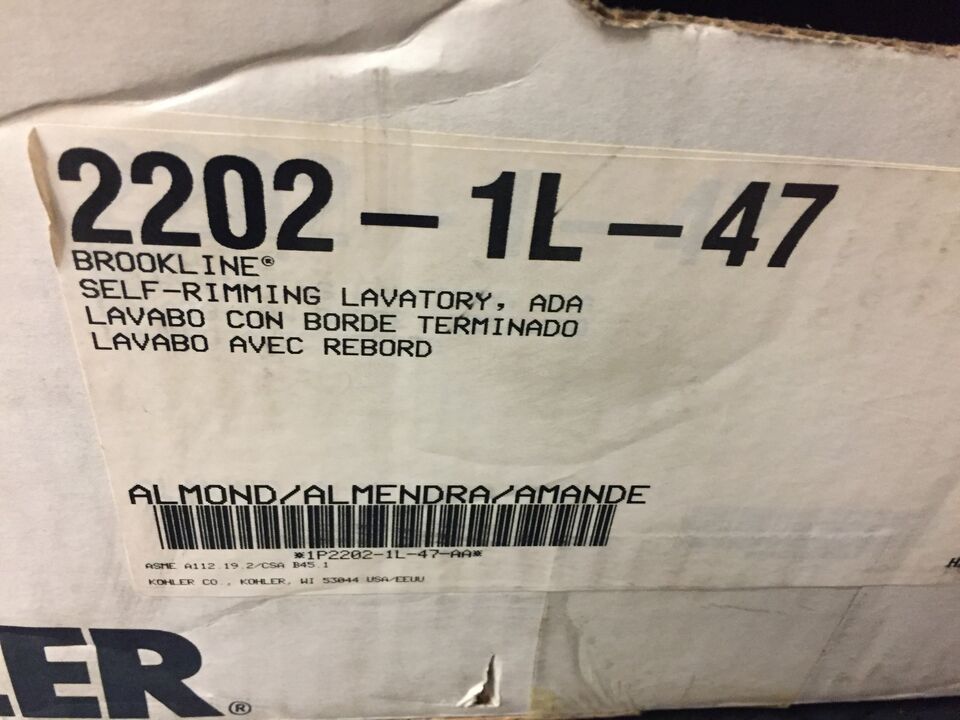 2202-1L-47
BROOKLINE®
SELF-RIMMING LAVATORY, ADA
LAVABO CON BORDE TERMINADO
LAVABO AVEC REBORD
ALMOND/ALMENDRA/AMANDE
*1P2202-1L-47-AA*
ASME A112.19.2/CSA B45.1
KOHLER CO., KOHLER, WI 53044 USA/EEUU
LER®